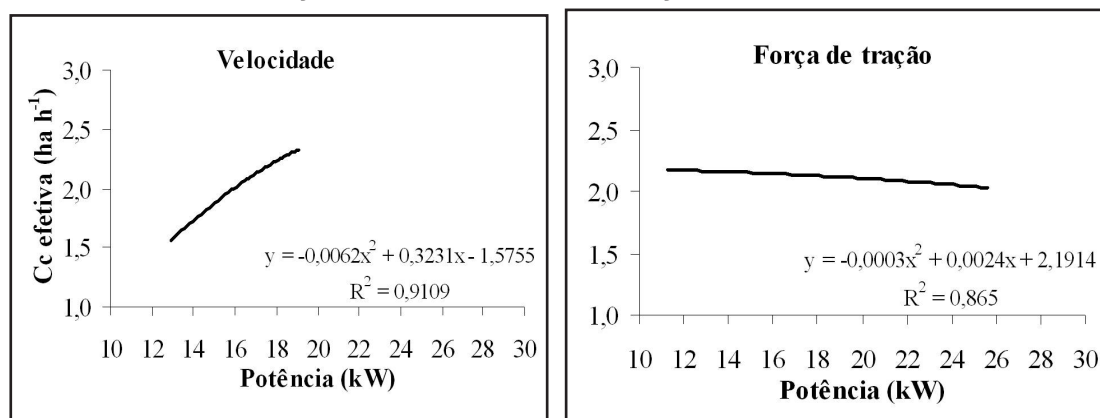 Velocidade
3,0
2,5
2,0
1,5
1,0
Cc efetiva (ha h⁻¹)
y = -0,0062x² + 0,3231x - 1,5755
R² = 0,9109
10 12 14 16 18 20 22 24 26 28 30
Potência (kW)
Força de tração
3,0
2,5
2,0
1,5
1,0
y = -0,0003x² + 0,0024x + 2,1914
R² = 0,865
10 12 14 16 18 20 22 24 26 28 30
Potência (kW)